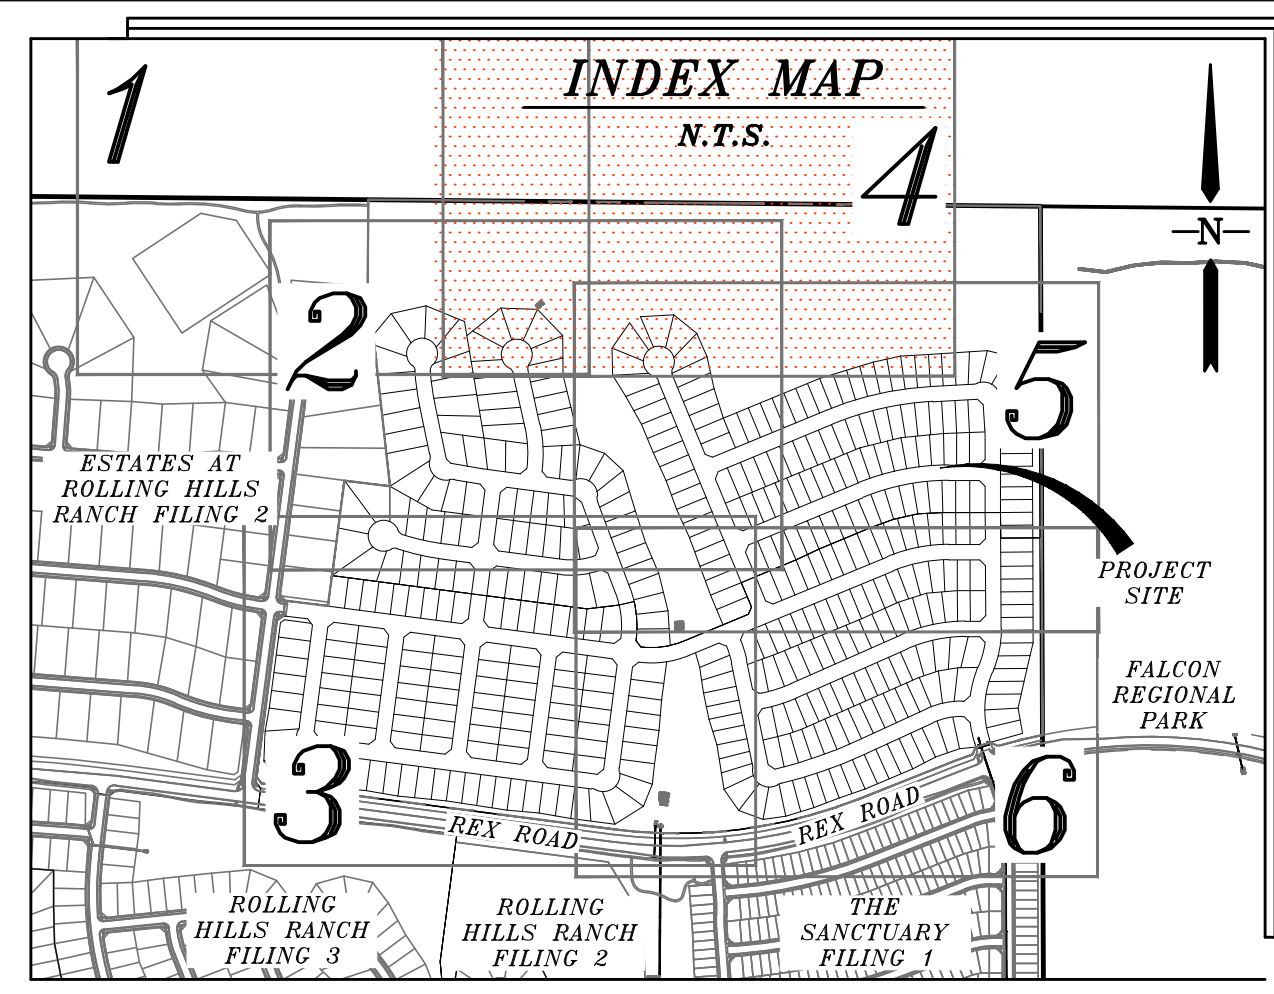 INDEX MAP
N.T.S.
1
4
N
2
5
ESTATES AT
ROLLING HILLS
RANCH FILING 2
PROJECT
SITE
FALCON
REGIONAL
PARK
3
6
REX ROAD
REX ROAD
ROLLING
HILLS RANCH
FILING 3
ROLLING
HILLS RANCH
FILING 2
THE
SANCTUARY
FILING 1